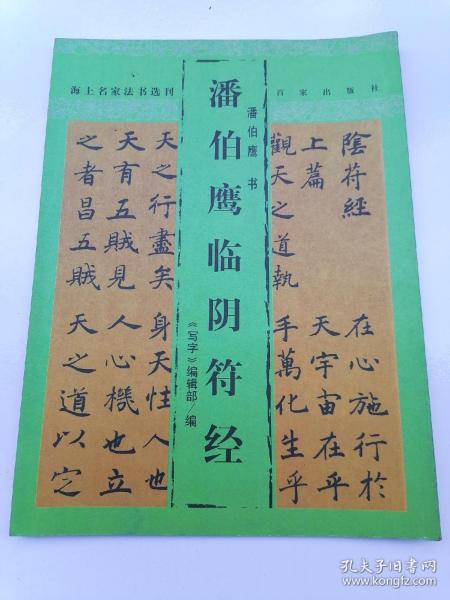 海上名家法书选刊
百家出版社
潘伯鹰临阴符经
潘伯鹰 书
《写字》编辑部/编
陰苻經
上篇
觀天之道執
天之行盡矣
天有五賊見
之者昌五賊
在心施行於
天宇宙在乎
手萬化生乎
身天性人也
人心機也立
天之道以定
孔夫子旧书网
www.kongfz.com